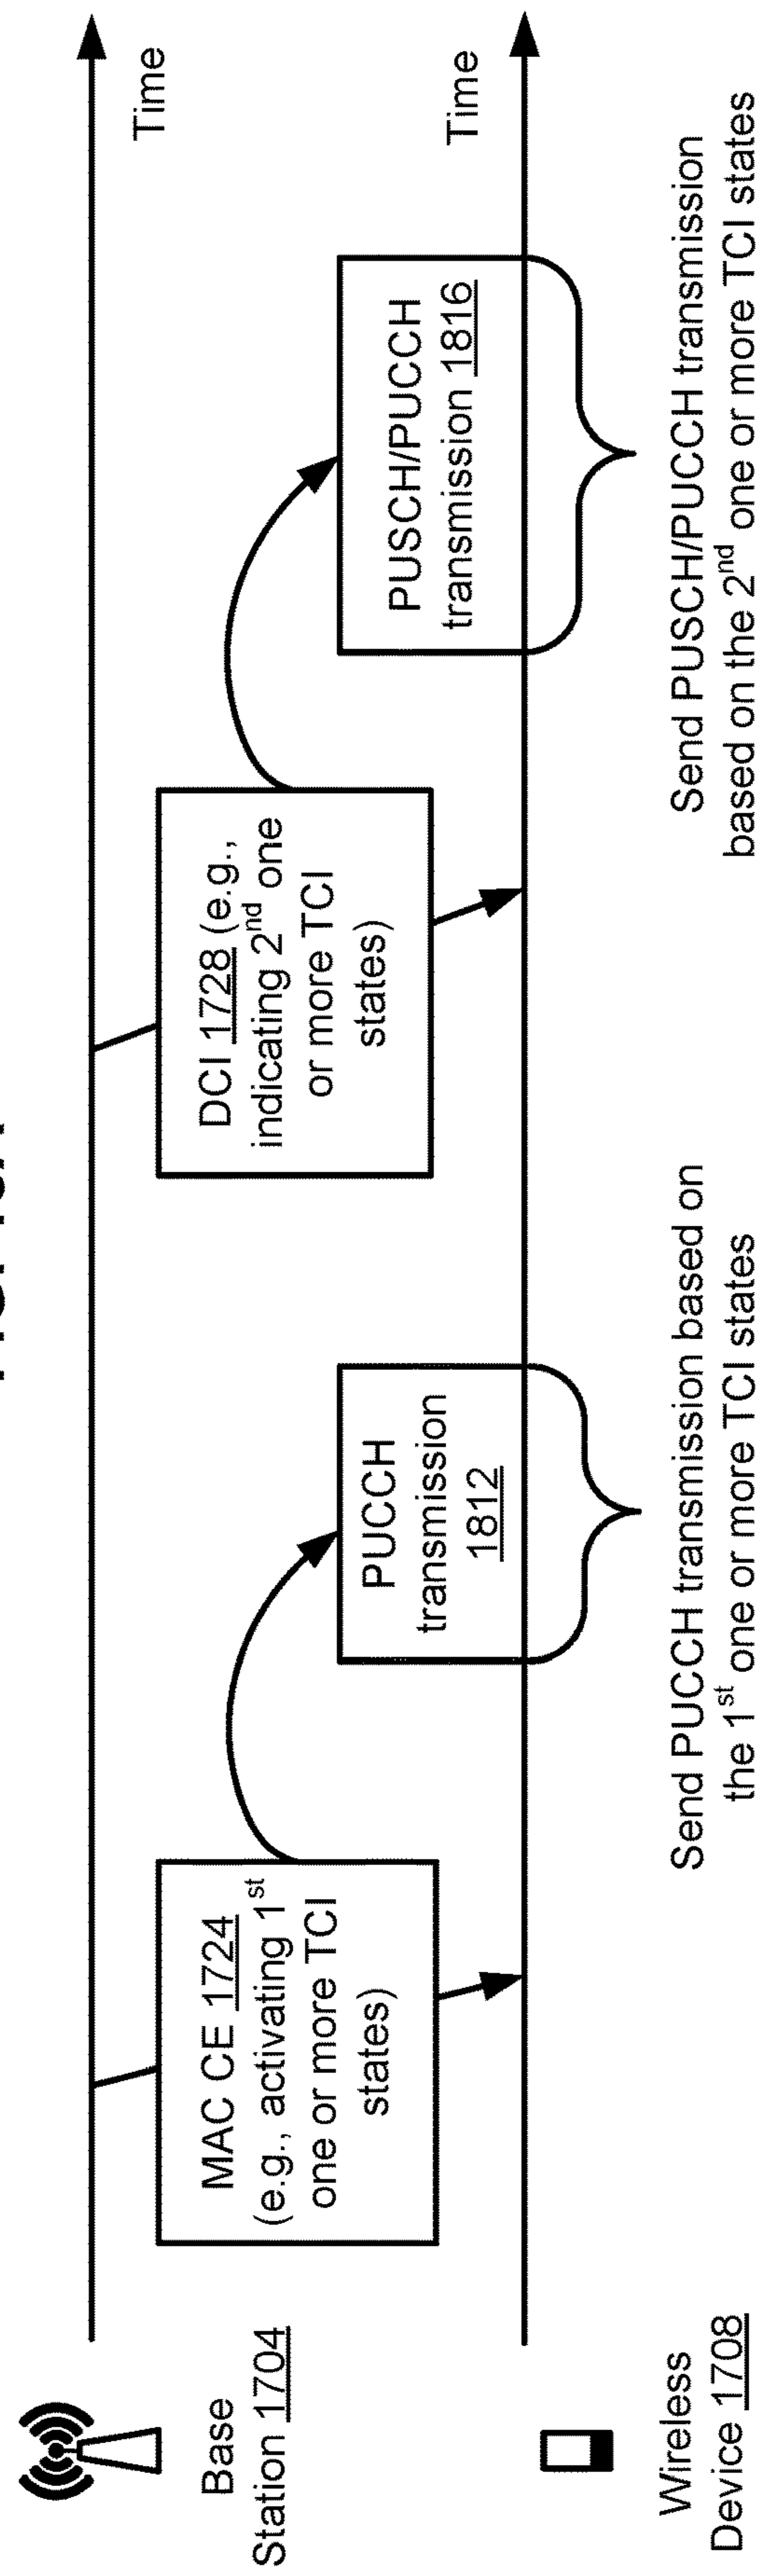 Base
Station 1704
Time
MAC CE 1724
(e.g., activating 1st
one or more TCI
states)
PUCCH
transmission
1812
DCI 1728 (e.g.,
indicating 2nd one
or more TCI
states)
PUSCH/PUCCH
transmission 1816
Time
Wireless
Device 1708
Send PUCCH transmission based on
the 1st one or more TCI states
Send PUSCH/PUCCH transmission
based on the 2nd one or more TCI states